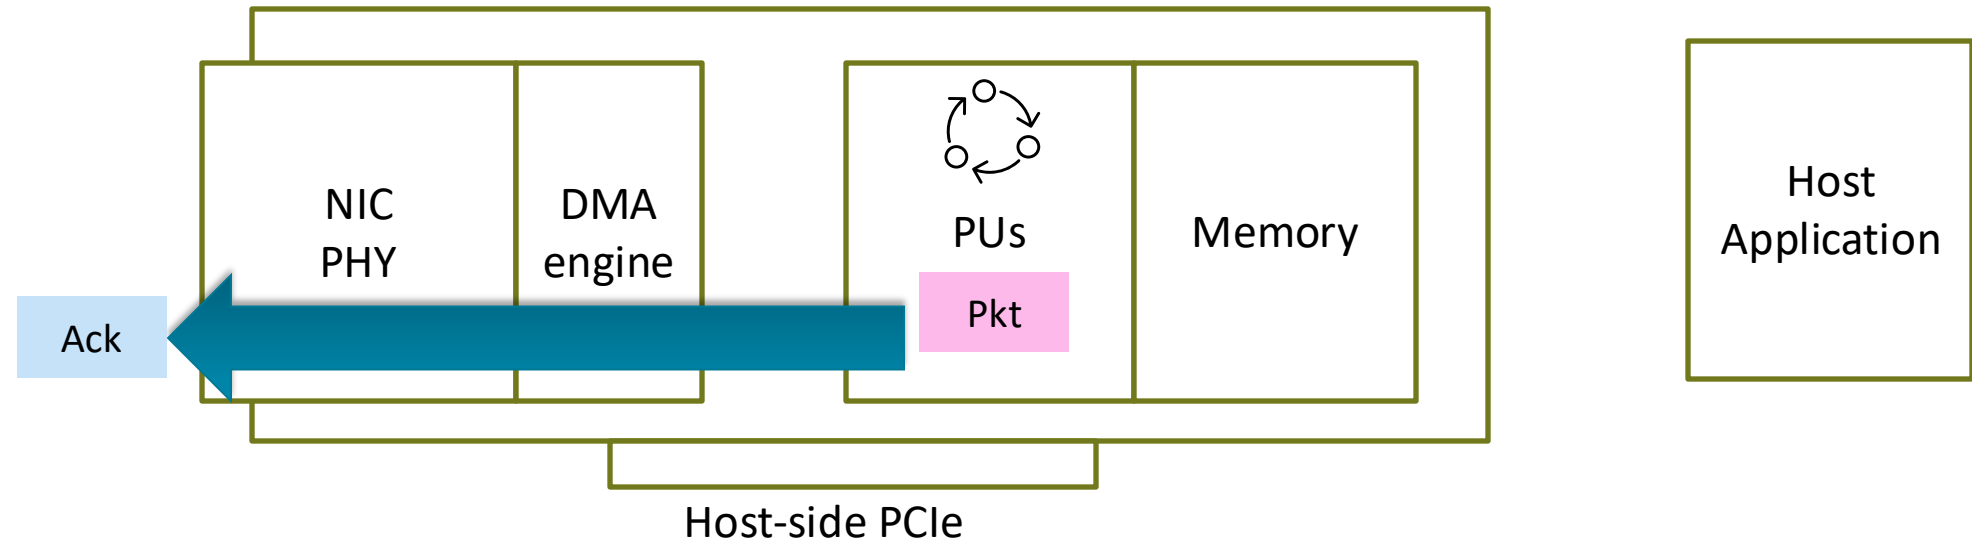 NIC
PHY
DMA
engine
PUs
Memory
Host
Application
Ack
Pkt
Host-side PCIe